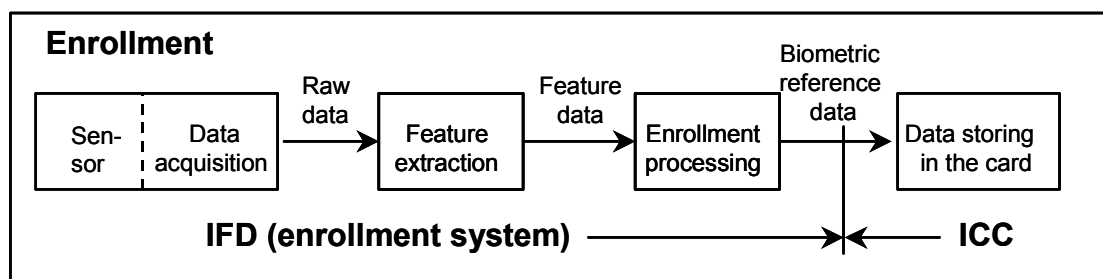 Enrollment
Sen-
sor
Data
acquisition
Raw
data
Feature
extraction
Feature
data
Enrollment
processing
Biometric
reference
data
Data storing
in the card
IFD (enrollment system)
ICC